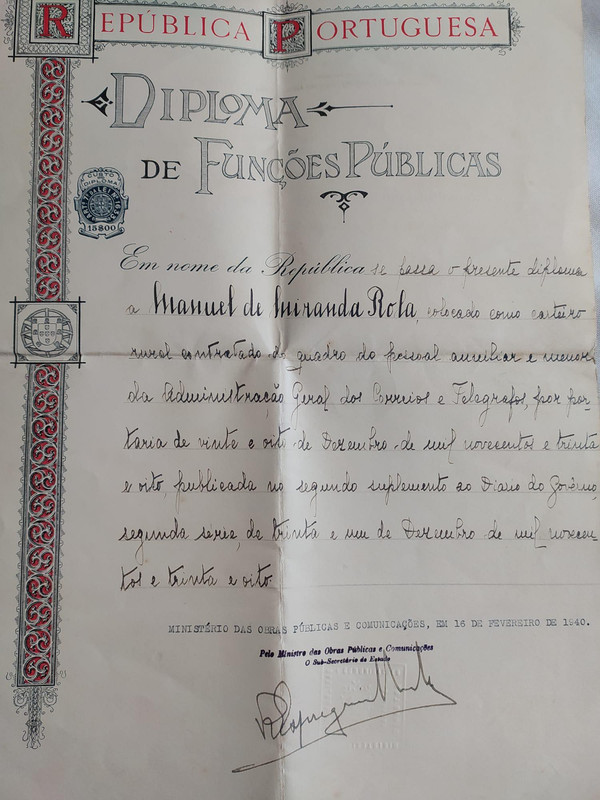 REPÚBLICA PORTUGUESA
DIPLOMA
DE FUNÇÕES PÚBLICAS
CUSTO
DO
DIPLOMA
15$00
Em nome da República se passa o presente diploma
a Manuel de Miranda Rota, colocado como carteiro
rural contratado do quadro do pessoal auxiliar e menor
da Administração Geral dos Correios e Telegrafos, por por-
taria de vinte e oito de Dezembro de mil novecentos e trinta
e oito, publicada no segundo suplemento ao Diario do Govêrno,
segunda série, de trinta e um de Dezembro de mil novecen-
tos e trinta e oito
MINISTÉRIO DAS OBRAS PÚBLICAS E COMUNICAÇÕES, EM 16 DE FEVEREIRO DE 1940.
Pelo Ministro das Obras Públicas e Comunicações
O Sub-Secretário de Estado